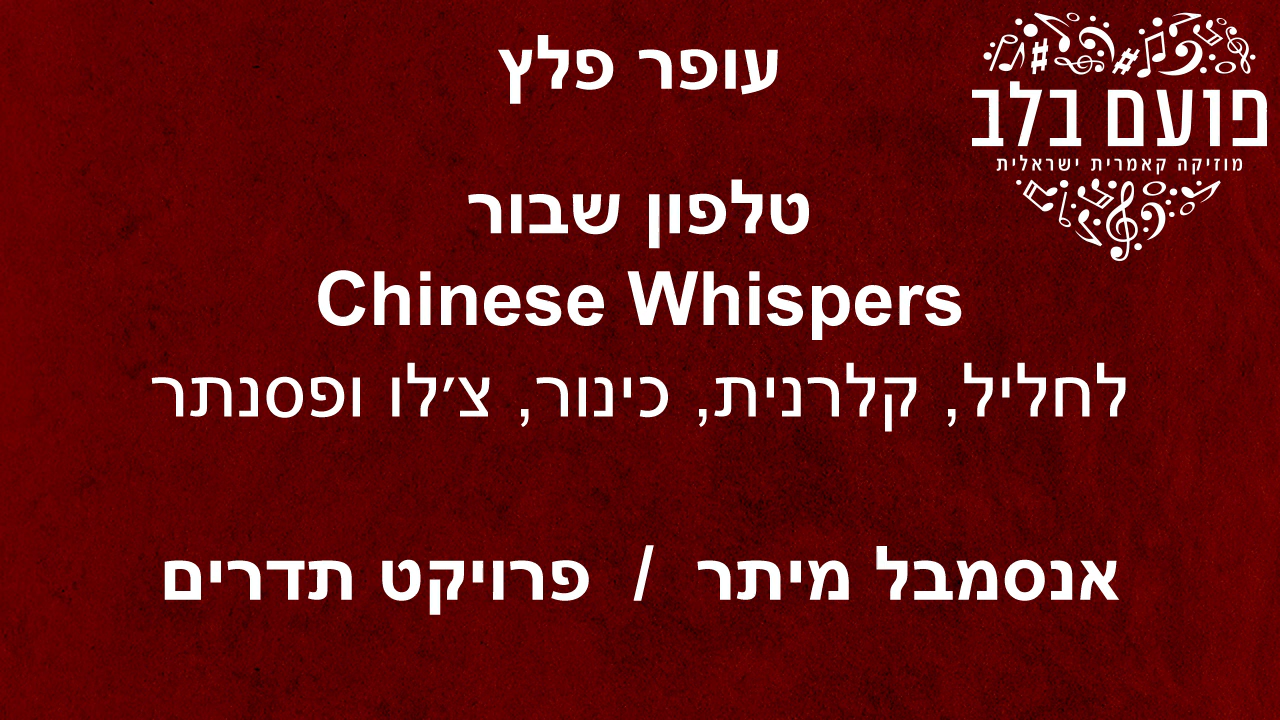 עופר פלץ
פועם בלב
מוזיקה קאמרית ישראלית
טלפון שבור
Chinese Whispers
לחליל, קלרנית, כינור, צ׳לו ופסנתר
אנסמבל מיתר / פרויקט תדרים